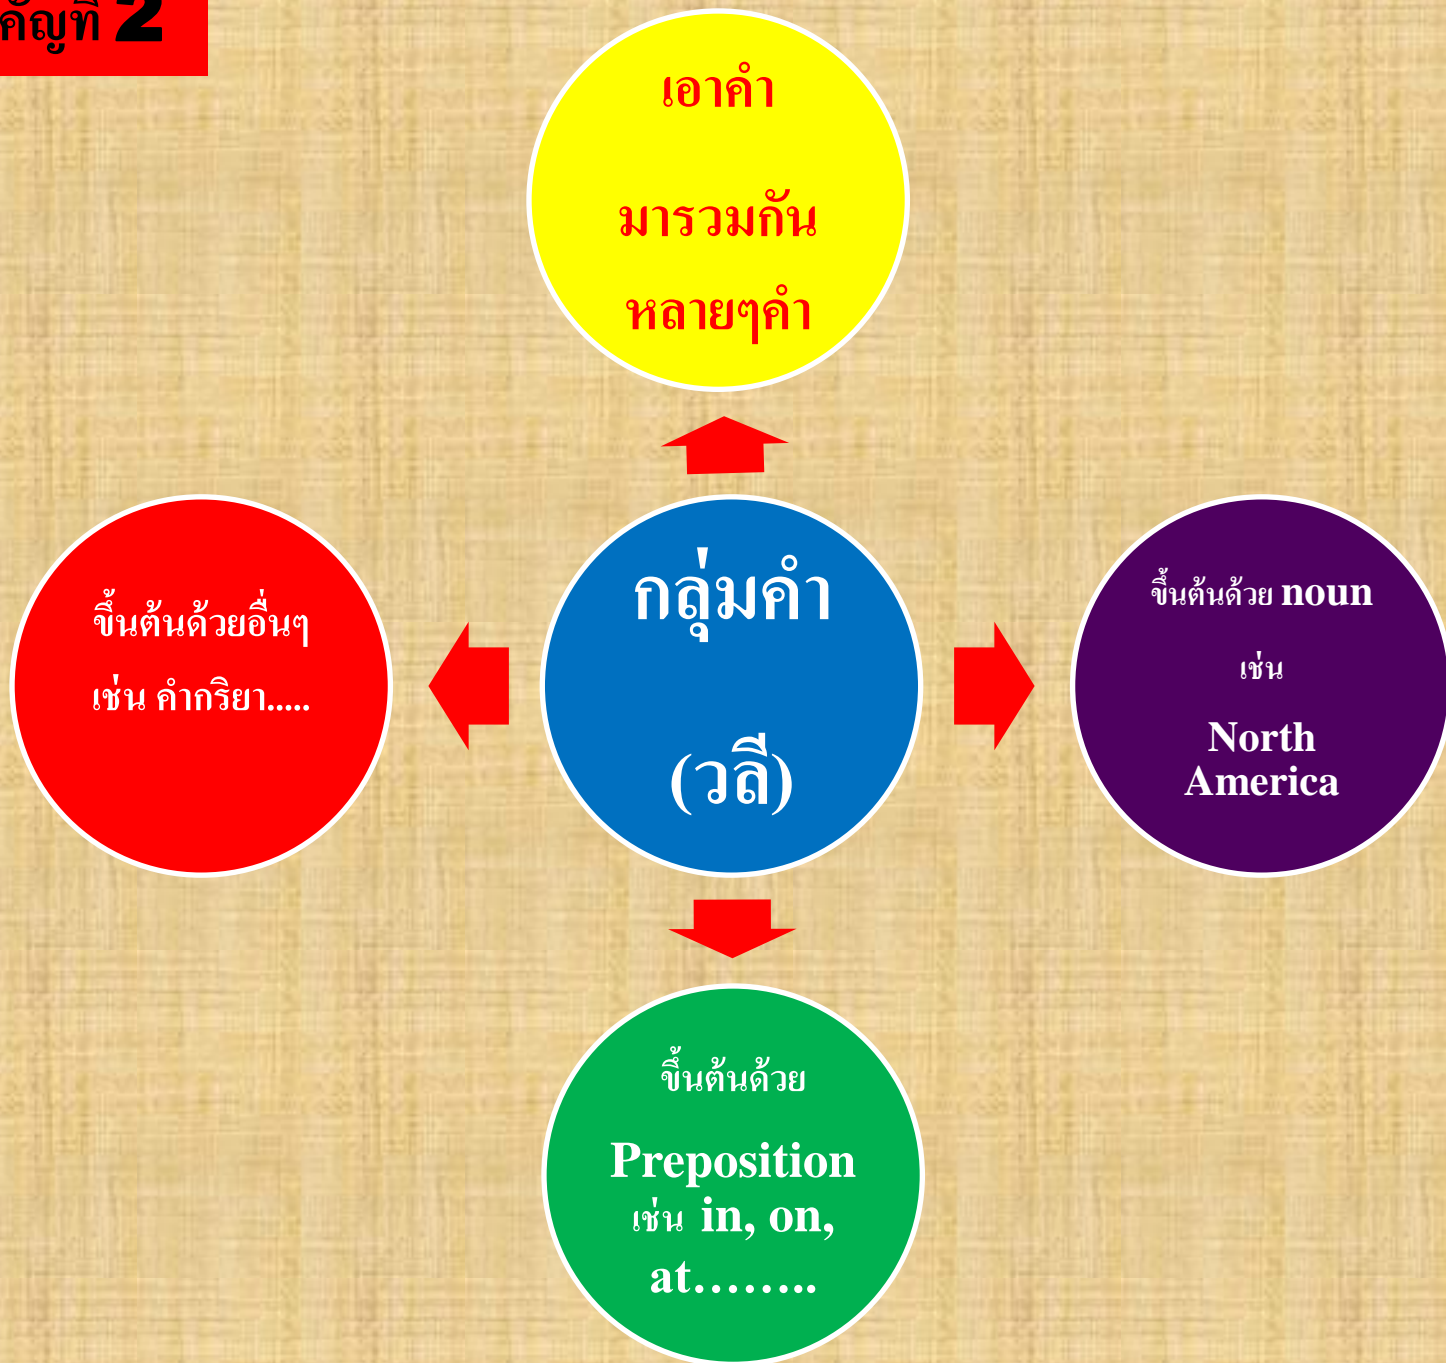 คัญที่ 2
เอาคำ
มารวมกัน
หลายๆคำ
ขึ้นต้นด้วยอื่นๆ
เช่น คำกริยา.....
กลุ่มคำ
(วลี)
ขึ้นต้นด้วย noun
เช่น
North
America
ขึ้นต้นด้วย
Preposition
เช่น in, on,
at……..